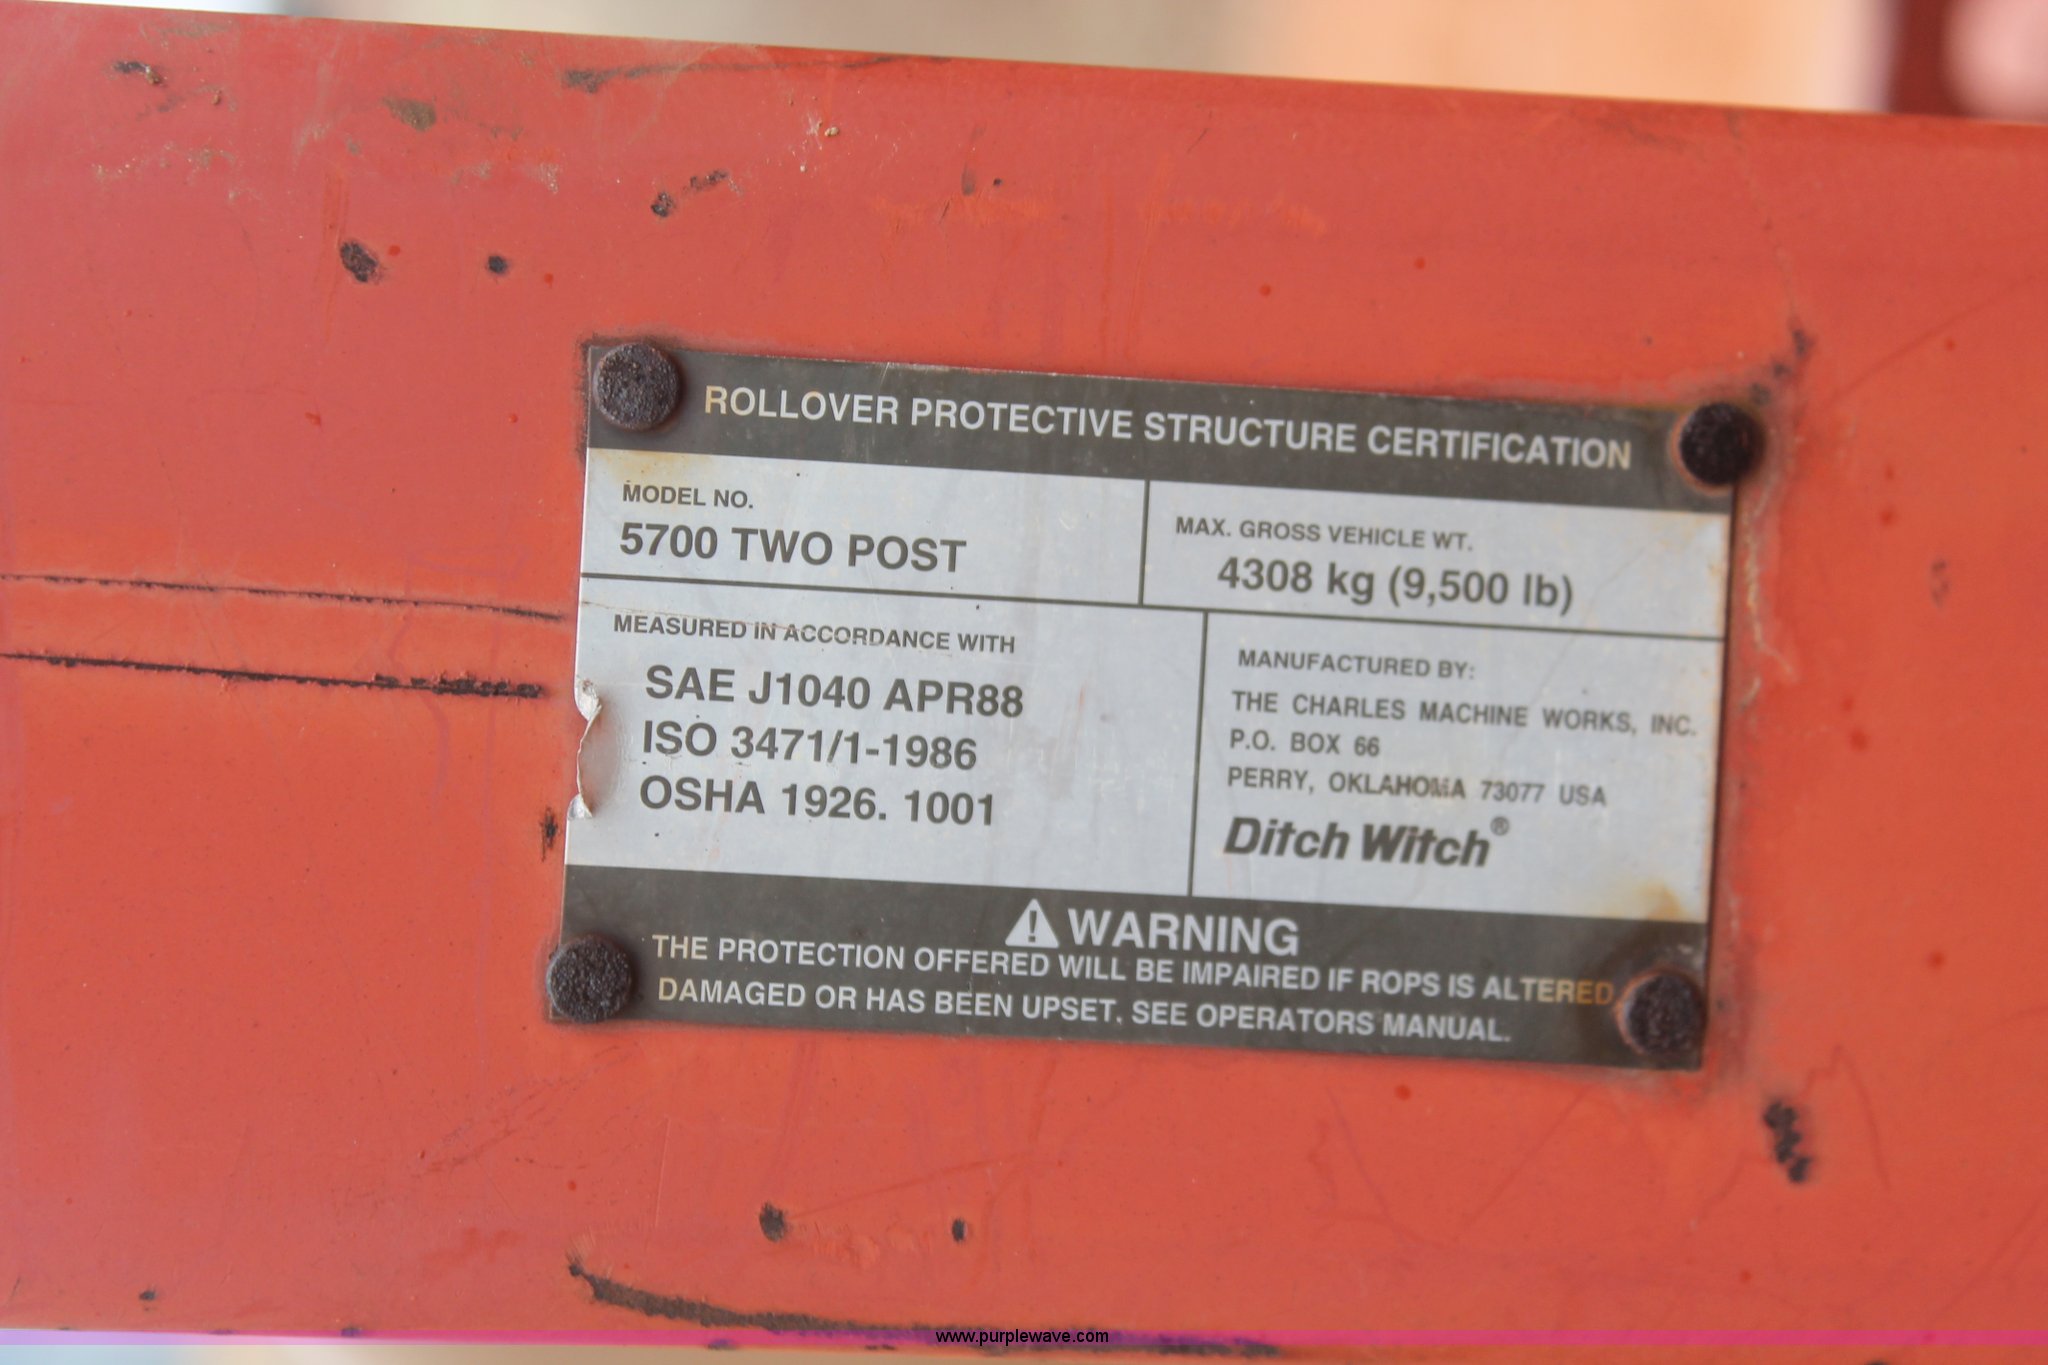 ROLLOVER PROTECTIVE STRUCTURE CERTIFICATION
MODEL NO.
5700 TWO POST
MAX. GROSS VEHICLE WT.
4308 kg (9,500 lb)
MEASURED IN ACCORDANCE WITH
SAE J1040 APR88
ISO 3471/1-1986
OSHA 1926. 1001
MANUFACTURED BY:
THE CHARLES MACHINE WORKS, INC.
P.O. BOX 66
PERRY, OKLAHOMA 73077 USA
Ditch Witch®
WARNING
THE PROTECTION OFFERED WILL BE IMPAIRED IF ROPS IS ALTERED,
DAMAGED OR HAS BEEN UPSET. SEE OPERATORS MANUAL.
www.purplewave.com